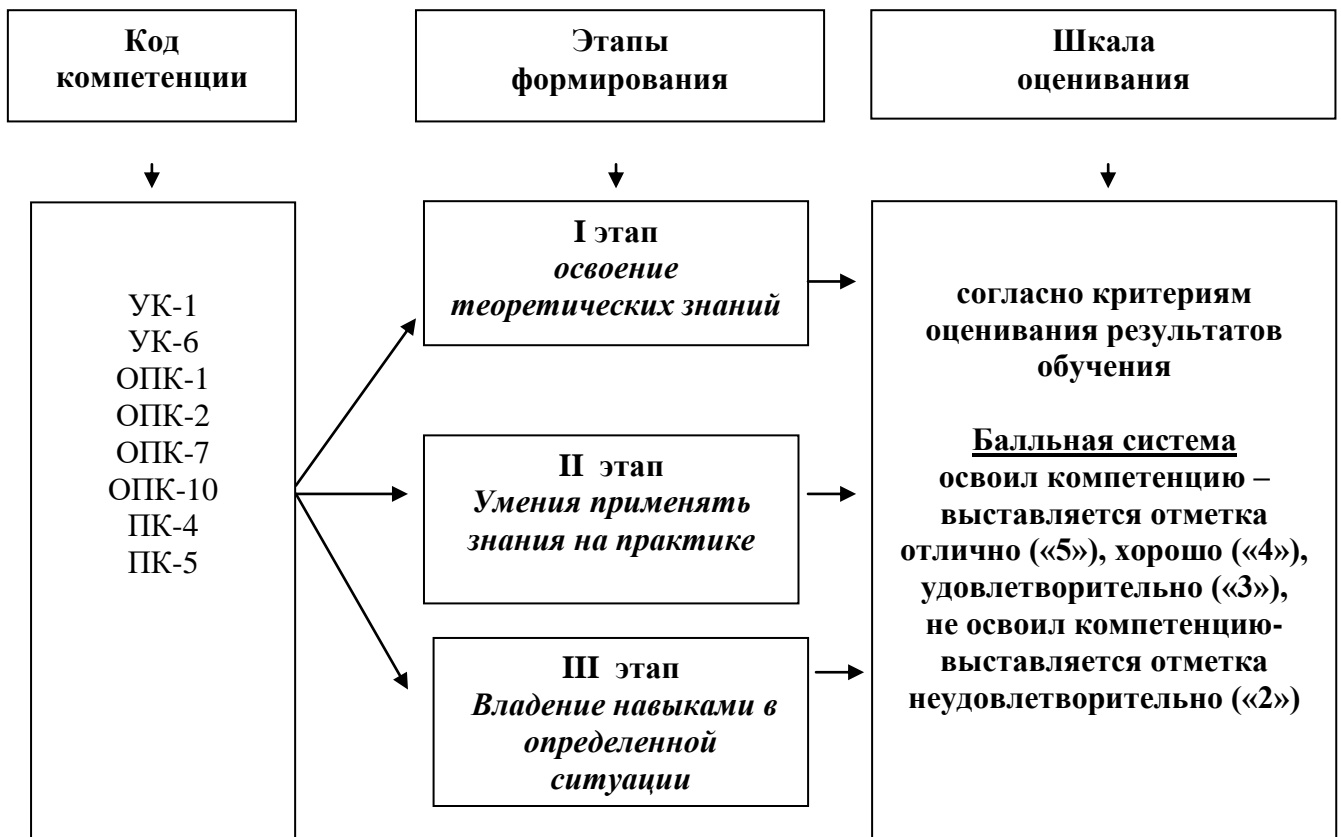 Код
компетенции
Этапы
формирования
Шкала
оценивания
УК-1
УК-6
ОПК-1
ОПК-2
ОПК-7
ОПК-10
ПК-4
ПК-5
I этап
освоение
теоретических знаний
II этап
Умения применять
знания на практике
III этап
Владение навыками в
определенной
ситуации
согласно критериям
оценивания результатов
обучения
Балльная система
освоил компетенцию –
выставляется отметка
отлично («5»), хорошо («4»),
удовлетворительно («3»),
не освоил компетенцию-
выставляется отметка
неудовлетворительно («2»)